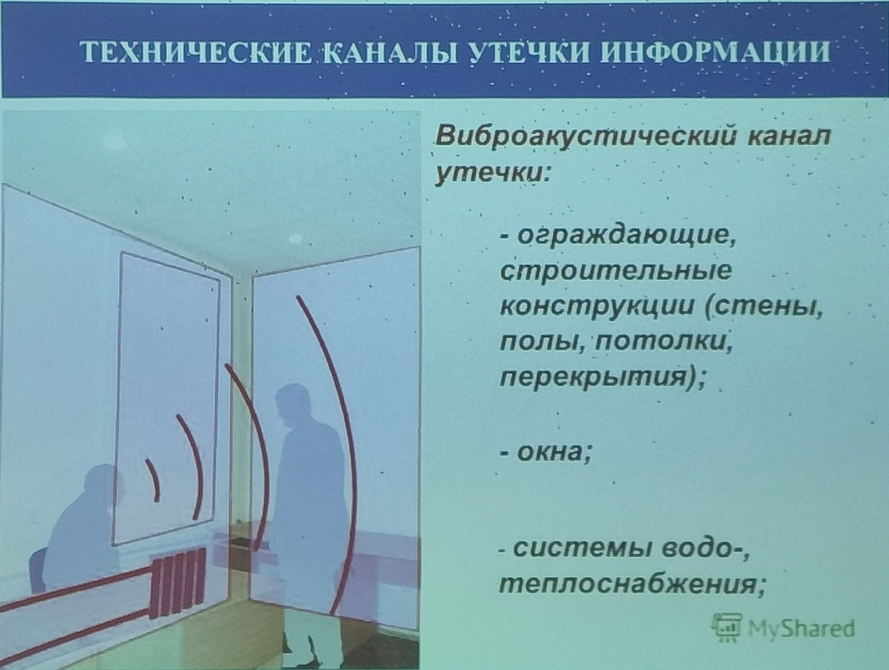 ТЕХНИЧЕСКИЕ КАНАЛЫ УТЕЧКИ ИНФОРМАЦИИ
Виброакустический канал
утечки:
- ограждающие,
строительные
конструкции (стены,
полы, потолки,
перекрытия);
- окна;
- системы водо-,
теплоснабжения;
MyShared